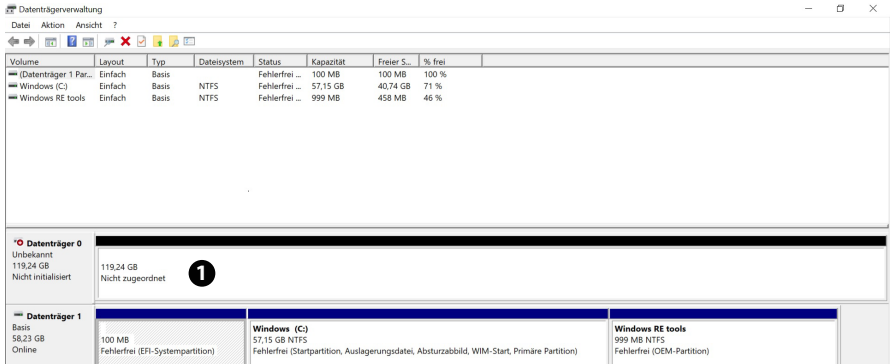 Datenträgerverwaltung
Datei Aktion Ansicht ?
Volume Layout Typ Dateisystem Status Kapazität Freier S... % frei
(Datenträger 1 Par... Einfach Basis Fehlerfrei ... 100 MB 100 MB 100 %
Windows (C:) Einfach Basis NTFS Fehlerfrei ... 57,15 GB 40,74 GB 71 %
Windows RE tools Einfach Basis NTFS Fehlerfrei ... 999 MB 458 MB 46 %
Datenträger 0
Unbekannt
119,24 GB
Nicht initialisiert
119,24 GB
Nicht zugeordnet
1
Datenträger 1
Basis
58,23 GB
Online
100 MB
Fehlerfrei (EFI-Systempartition)
Windows (C:)
57,15 GB NTFS
Fehlerfrei (Startpartition, Auslagerungsdatei, Absturzabbild, WIM-Start, Primäre Partition)
Windows RE tools
999 MB NTFS
Fehlerfrei (OEM-Partition)